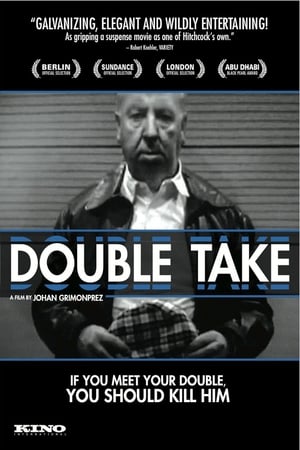 "GALVANIZING, ELEGANT AND WILDLY ENTERTAINING!
As gripping a suspense movie as one of Hitchcock's own."
– Robert Koehler, VARIETY
BERLIN
OFFICIAL SELECTION
SUNDANCE
OFFICIAL SELECTION
LONDON
OFFICIAL SELECTION
ABU DHABI
BLACK PEARL AWARD
DOUBLE TAKE
A FILM BY JOHAN GRIMONPREZ
IF YOU MEET YOUR DOUBLE,
YOU SHOULD KILL HIM
KINO
INTERNATIONAL